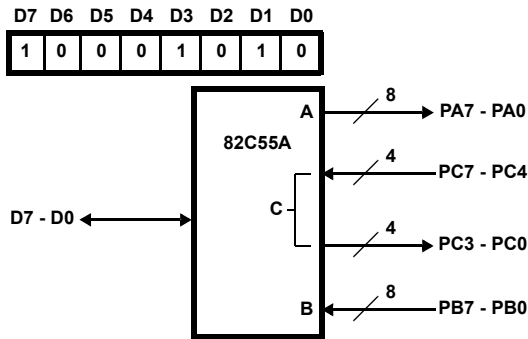 D7 D6 D5 D4 D3 D2 D1 D0
1 0 0 0 1 0 1 0
A 8 PA7 - PA0
82C55A
4 PC7 - PC4
C
D7 - D0
4 PC3 - PC0
B 8 PB7 - PB0